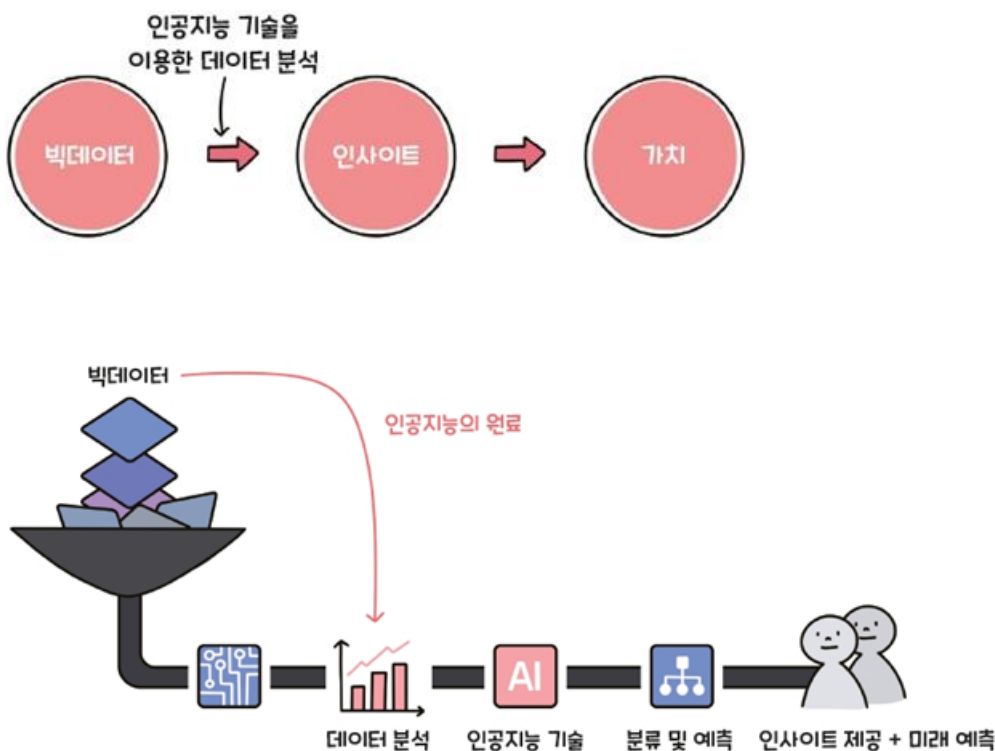 인공지능 기술을
이용한 데이터 분석
빅데이터
인사이트
가치
빅데이터
인공지능의 원료
AI
데이터 분석
인공지능 기술
분류 및 예측
인사이트 제공 + 미래 예측